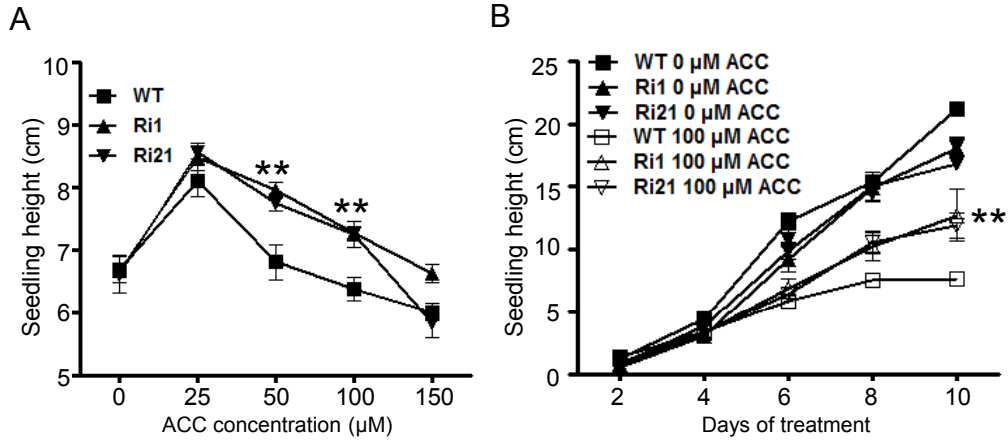 A
Seedling height (cm)
10
9
8
7
6
5
WT
Ri1
Ri21
**
**
0
25
50
100
150
ACC concentration (µM)
B
Seedling height (cm)
25
20
15
10
5
0
WT 0 µM ACC
Ri1 0 µM ACC
Ri21 0 µM ACC
WT 100 µM ACC
Ri1 100 µM ACC
Ri21 100 µM ACC
**
2
4
6
8
10
Days of treatment